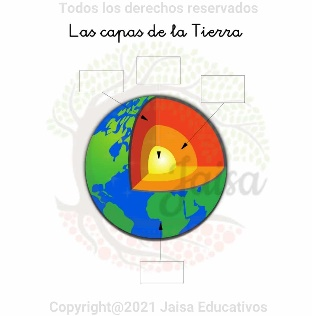 Todos los derechos reservados
Las capas de la Tierra
Jaisa
Copyright@2021 Jaisa Educativos